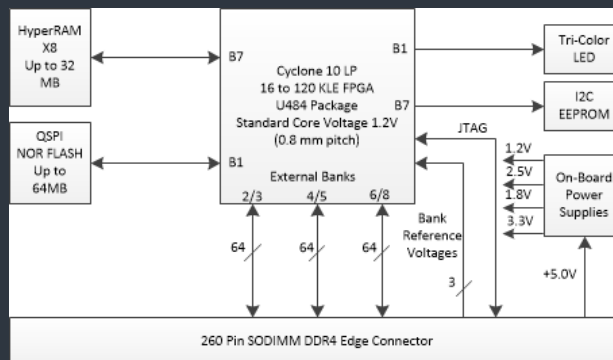 HyperRAM
X8
Up to 32
MB
B7
Cyclone 10 LP
16 to 120 KLE FPGA
U484 Package
Standard Core Voltage 1.2V
(0.8 mm pitch)
B1
Tri-Color
LED
B7
I2C
EEPROM
QSPI
NOR FLASH
Up to
64MB
B1
External Banks
2/3 4/5 6/8
JTAG
1.2V
2.5V
1.8V
3.3V
On-Board
Power
Supplies
64 64 64
Bank
Reference
Voltages
3
+5.0V
260 Pin SODIMM DDR4 Edge Connector